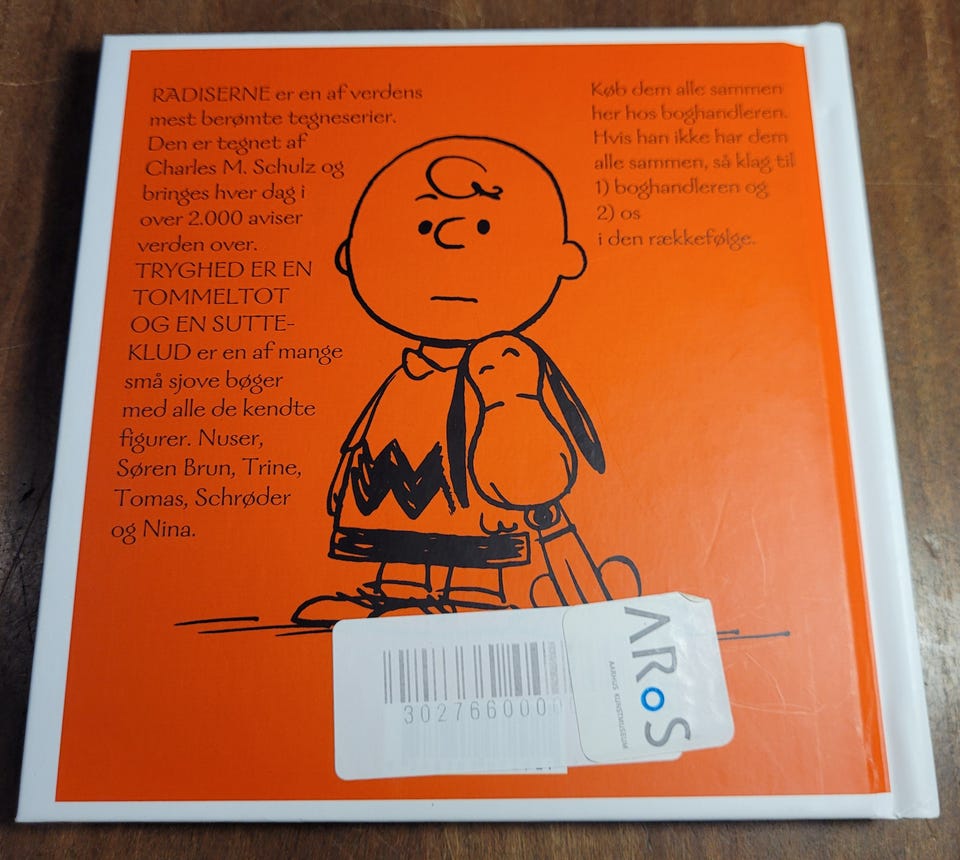 RADISERNE er en af verdens
mest berømte tegneserier.
Den er tegnet af
Charles M. Schulz og
bringes hver dag i
over 2.000 aviser
verden over.
TRYGHED ER EN
TOMMELTOT
OG EN SUTTE-
KLUD er en af mange
små sjove bøger
med alle de kendte
figurer. Nuser,
Søren Brun, Trine,
Tomas, Schrøder
og Nina.
Køb dem alle sammen
her hos boghandleren.
Hvis han ikke har dem
alle sammen, så klag til
1) boghandleren og
2) os
i den rækkefølge.
302766000
ARoS
AARHUS KUNSTMUSEUM